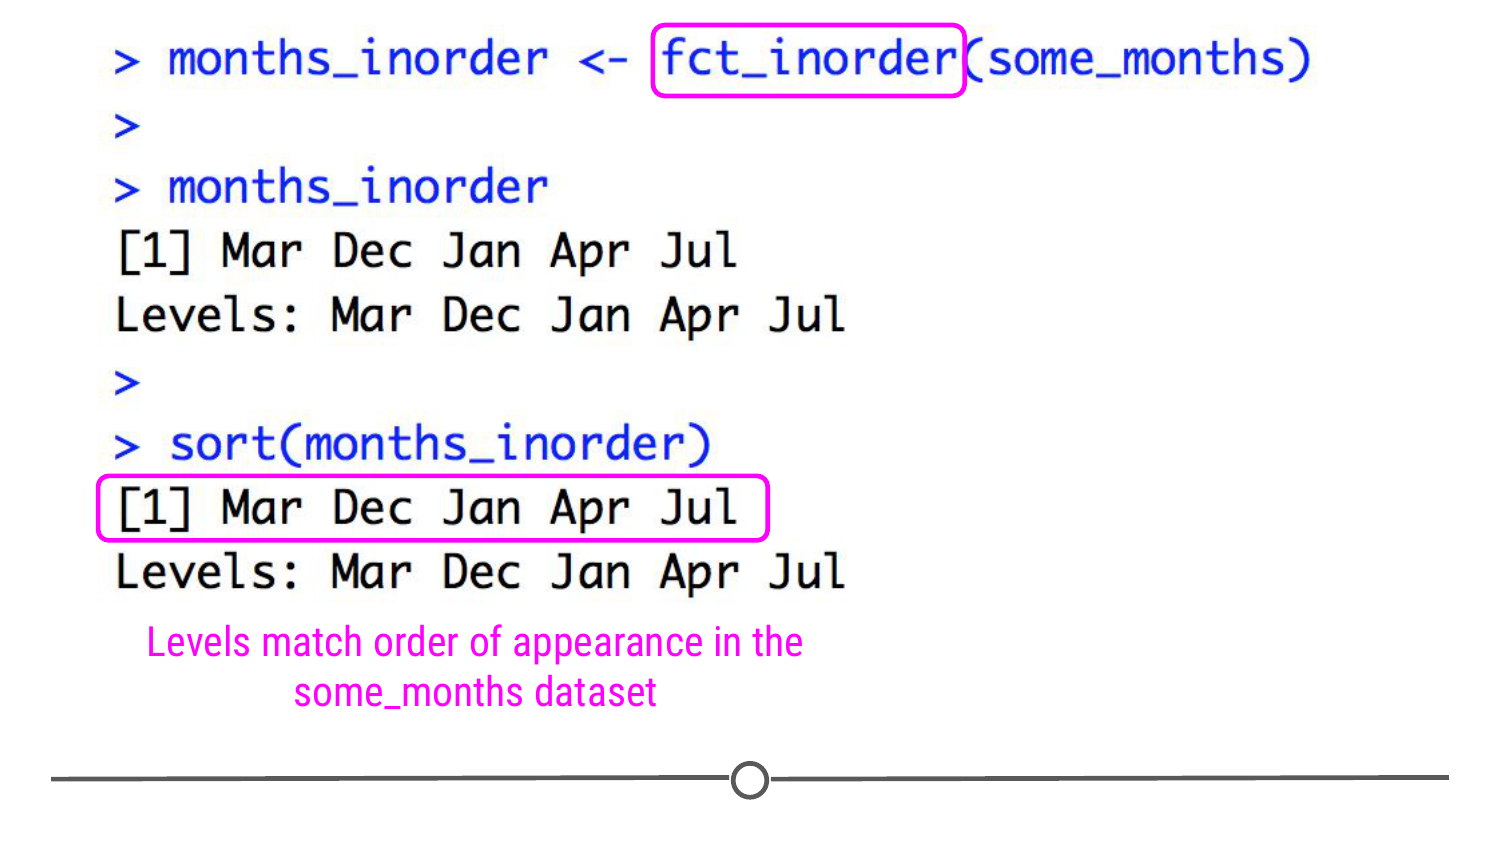 > months_inorder <- fct_inorder(some_months)
>
> months_inorder
[1] Mar Dec Jan Apr Jul
Levels: Mar Dec Jan Apr Jul
>
> sort(months_inorder)
[1] Mar Dec Jan Apr Jul
Levels: Mar Dec Jan Apr Jul
Levels match order of appearance in the
some_months dataset